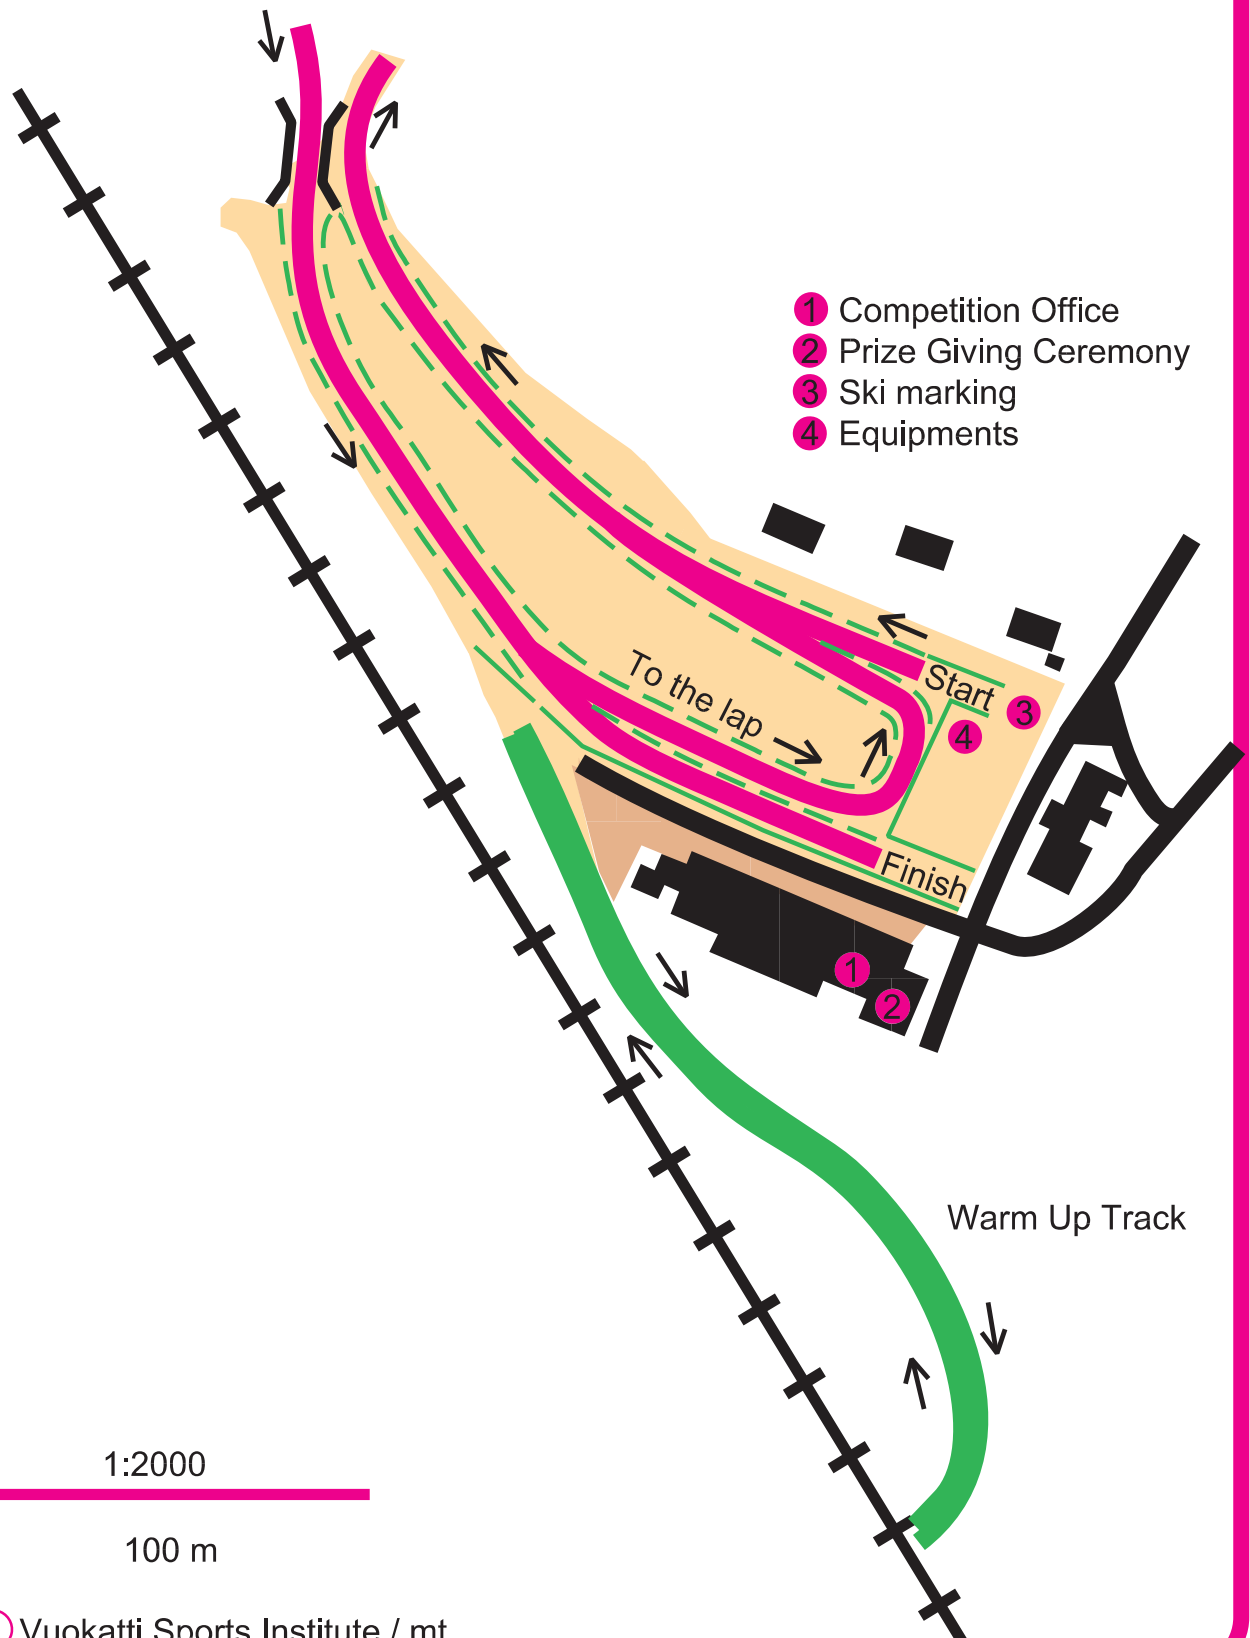 1 Competition Office
2 Prize Giving Ceremony
3 Ski marking
4 Equipments
To the lap
Start
3
4
Finish
1
2
Warm Up Track
1:2000
100 m
Vuokatti Sports Institute / mt